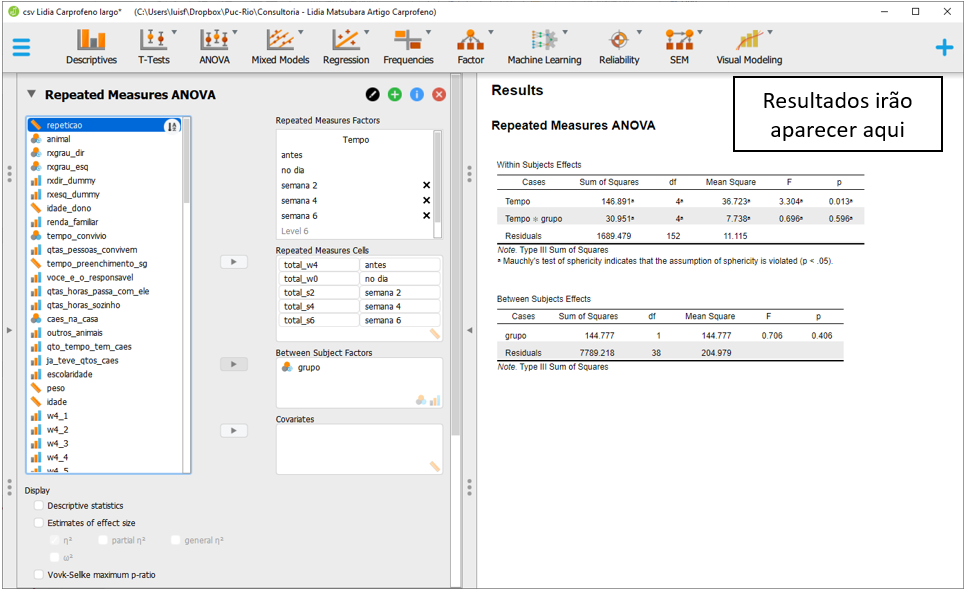 csv Lidia Carprofeno largo* (C:\Users\luisf\Dropbox\Puc-Rio\Consultoria - Lidia Matsubara Artigo Carprofeno)
Descriptives T-Tests ANOVA Mixed Models Regression Frequencies Factor Machine Learning Reliability SEM Visual Modeling
Repeated Measures ANOVA
repeticao
animal
rxgrau_dir
rxgrau_esq
rxdir_dummy
rxesq_dummy
idade_dono
renda_familiar
tempo_convivio
qtas_pessoas_convivem
tempo_preenchimento_sg
voce_e_o_responsavel
qtas_horas_passa_com_ele
qtas_horas_sozinho
caes_na_casa
outros_animais
qto_tempo_tem_caes
ja_teve_qtos_caes
escolaridade
peso
idade
w4_1
w4_2
w4_3
w4_4
w4_5
Repeated Measures Factors
Tempo
antes
no dia
semana 2
semana 4
semana 6
Level 6
Repeated Measures Cells
total_w4 antes
total_w0 no dia
total_s2 semana 2
total_s4 semana 4
total_s6 semana 6
Between Subject Factors
grupo
Covariates
Display
Descriptive statistics
Estimates of effect size
η² partial η² general η²
ω²
Vovk-Sellke maximum p-ratio
Results
Resultados irão
aparecer aqui
Repeated Measures ANOVA
Within Subjects Effects
Cases Sum of Squares df Mean Square F p
Tempo 146.891ᵃ 4ᵃ 36.723ᵃ 3.304ᵃ 0.013ᵃ
Tempo ✻ grupo 30.951ᵃ 4ᵃ 7.738ᵃ 0.696ᵃ 0.596ᵃ
Residuals 1689.479 152 11.115
Note. Type III Sum of Squares
ᵃ Mauchly's test of sphericity indicates that the assumption of sphericity is violated (p < .05).
Between Subjects Effects
Cases Sum of Squares df Mean Square F p
grupo 144.777 1 144.777 0.706 0.406
Residuals 7789.218 38 204.979
Note. Type III Sum of Squares